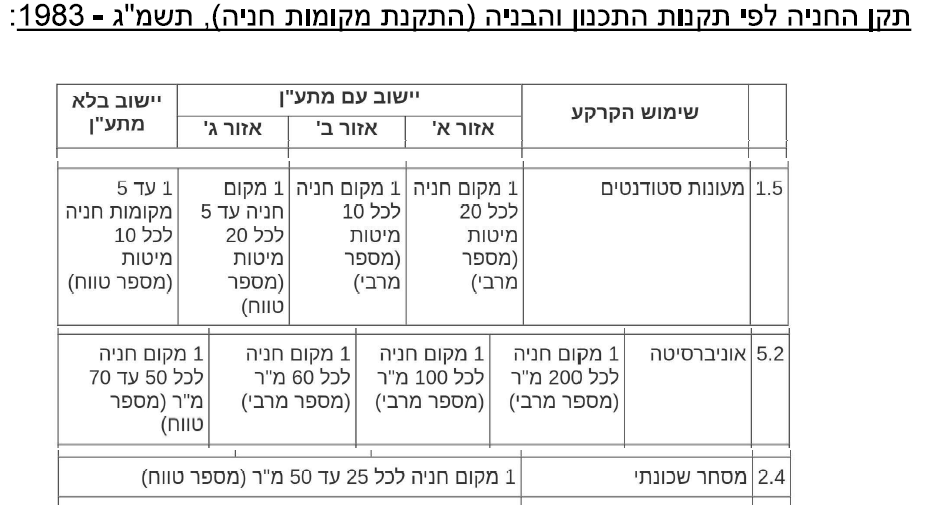 תקן החניה לפי תקנות התכנון והבניה (התקנת מקומות חניה), תשמ"ג - 1983:
שימוש הקרקע
יישוב עם מתע"ן
יישוב בלא
מתע"ן
אזור א'
אזור ב'
אזור ג'
1.5
מעונות סטודנטים
1 מקום חניה
לכל 20
מיטות
(מספר
מרבי)
1 מקום חניה
לכל 10
מיטות
(מספר
מרבי)
1 מקום
חניה עד 5
לכל 20
מיטות
(מספר
טווח)
1 עד 5
מקומות חניה
לכל 10
מיטות
(מספר טווח)
5.2
אוניברסיטה
1 מקום חניה
לכל 200 מ"ר
(מספר מרבי)
1 מקום חניה
לכל 100 מ"ר
(מספר מרבי)
1 מקום חניה
לכל 60 מ"ר
(מספר מרבי)
1 מקום חניה
לכל 50 עד 70
מ"ר (מספר
טווח)
2.4
מסחר שכונתי
1 מקום חניה לכל 25 עד 50 מ"ר (מספר טווח)